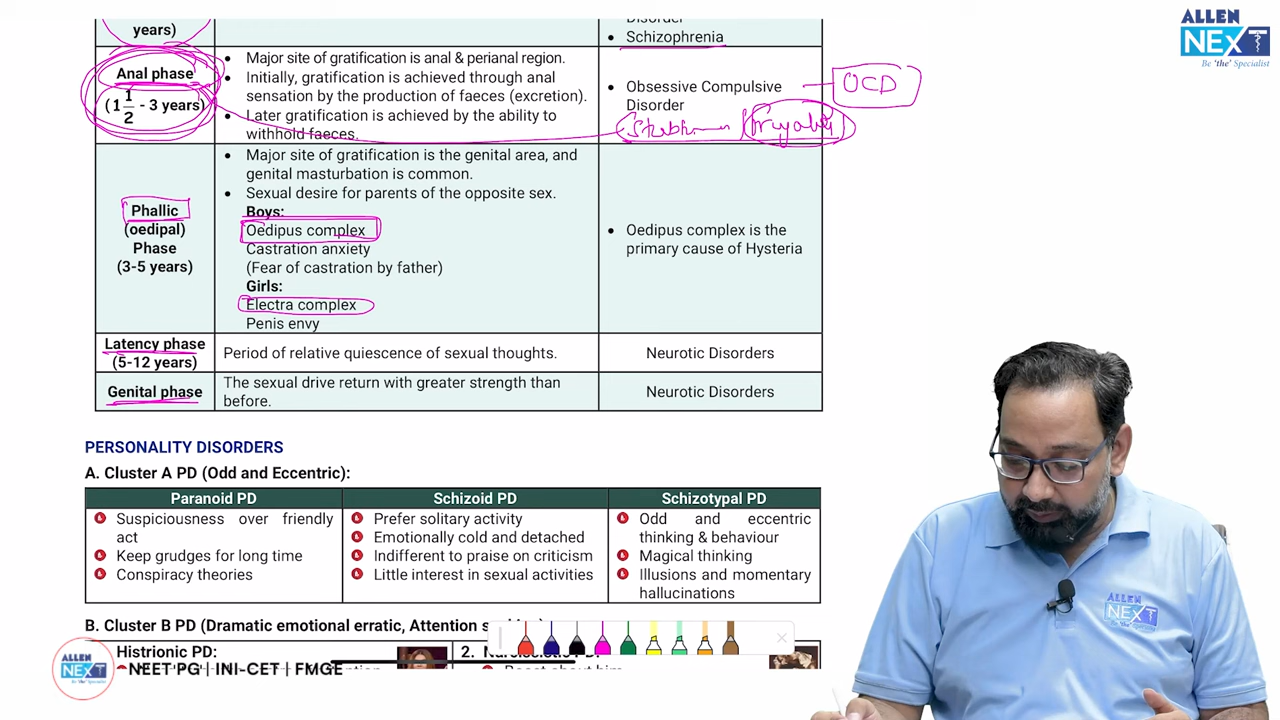 years)
Disorder
• Schizophrenia
Anal phase
(1 1/2 - 3 years)
• Major site of gratification is anal & perianal region.
• Initially, gratification is achieved through anal
sensation by the production of faeces (excretion).
• Later gratification is achieved by the ability to
withhold faeces.
• Obsessive Compulsive
Disorder
OCD
Phallic
(oedipal)
Phase
(3-5 years)
• Major site of gratification is the genital area, and
genital masturbation is common.
• Sexual desire for parents of the opposite sex.
Boys:
Oedipus complex
Castration anxiety
(Fear of castration by father)
Girls:
Electra complex
Penis envy
• Oedipus complex is the
primary cause of Hysteria
Latency phase
(5-12 years)
Period of relative quiescence of sexual thoughts.
Neurotic Disorders
Genital phase
The sexual drive return with greater strength than
before.
Neurotic Disorders
PERSONALITY DISORDERS
A. Cluster A PD (Odd and Eccentric):
Paranoid PD
Suspiciousness over friendly
act
Keep grudges for long time
Conspiracy theories
Schizoid PD
Prefer solitary activity
Emotionally cold and detached
Indifferent to praise on criticism
Little interest in sexual activities
Schizotypal PD
Odd and eccentric
thinking & behaviour
Magical thinking
Illusions and momentary
hallucinations
B. Cluster B PD (Dramatic emotional erratic, Attention
Histrionic PD:
2.
ALLEN
NEXT
Be 'the' Specialist
NEET PG | INI-CET | FMGE
ALLEN
NEXT
Be 'the' Specialist
ALLEN
NEXT